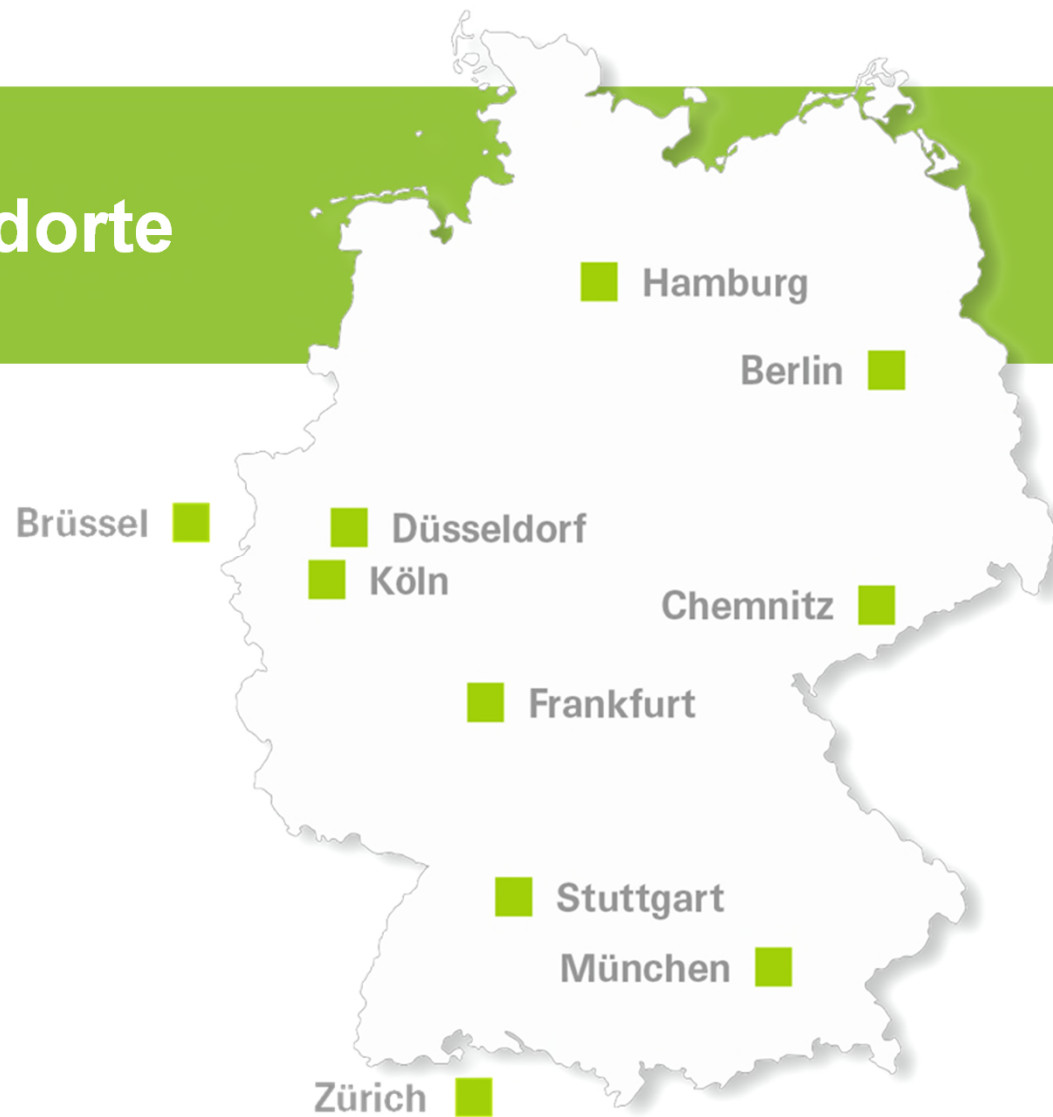 dorte
Hamburg
Berlin
Brüssel
Düsseldorf
Köln
Chemnitz
Frankfurt
Stuttgart
München
Zürich